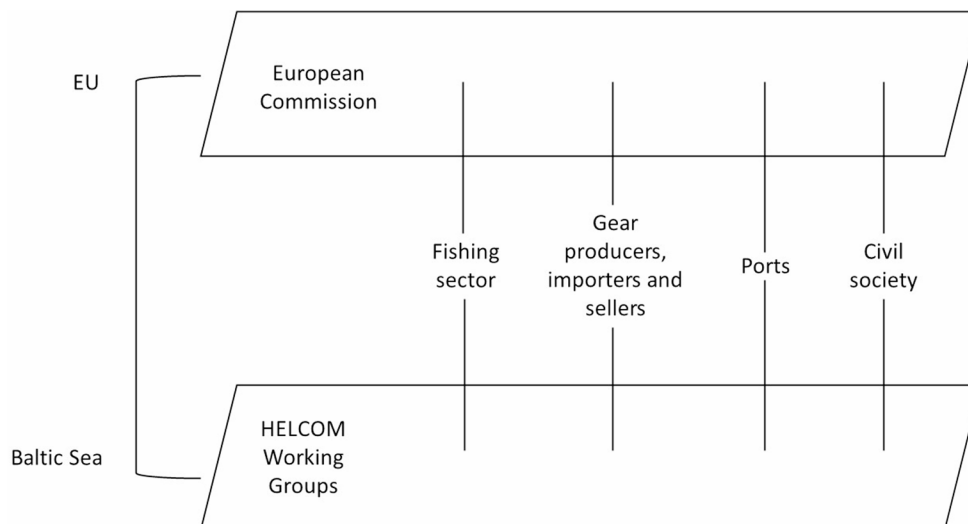 EU
European
Commission
Fishing
sector
Gear
producers,
importers and
sellers
Ports
Civil
society
Baltic Sea
HELCOM
Working
Groups